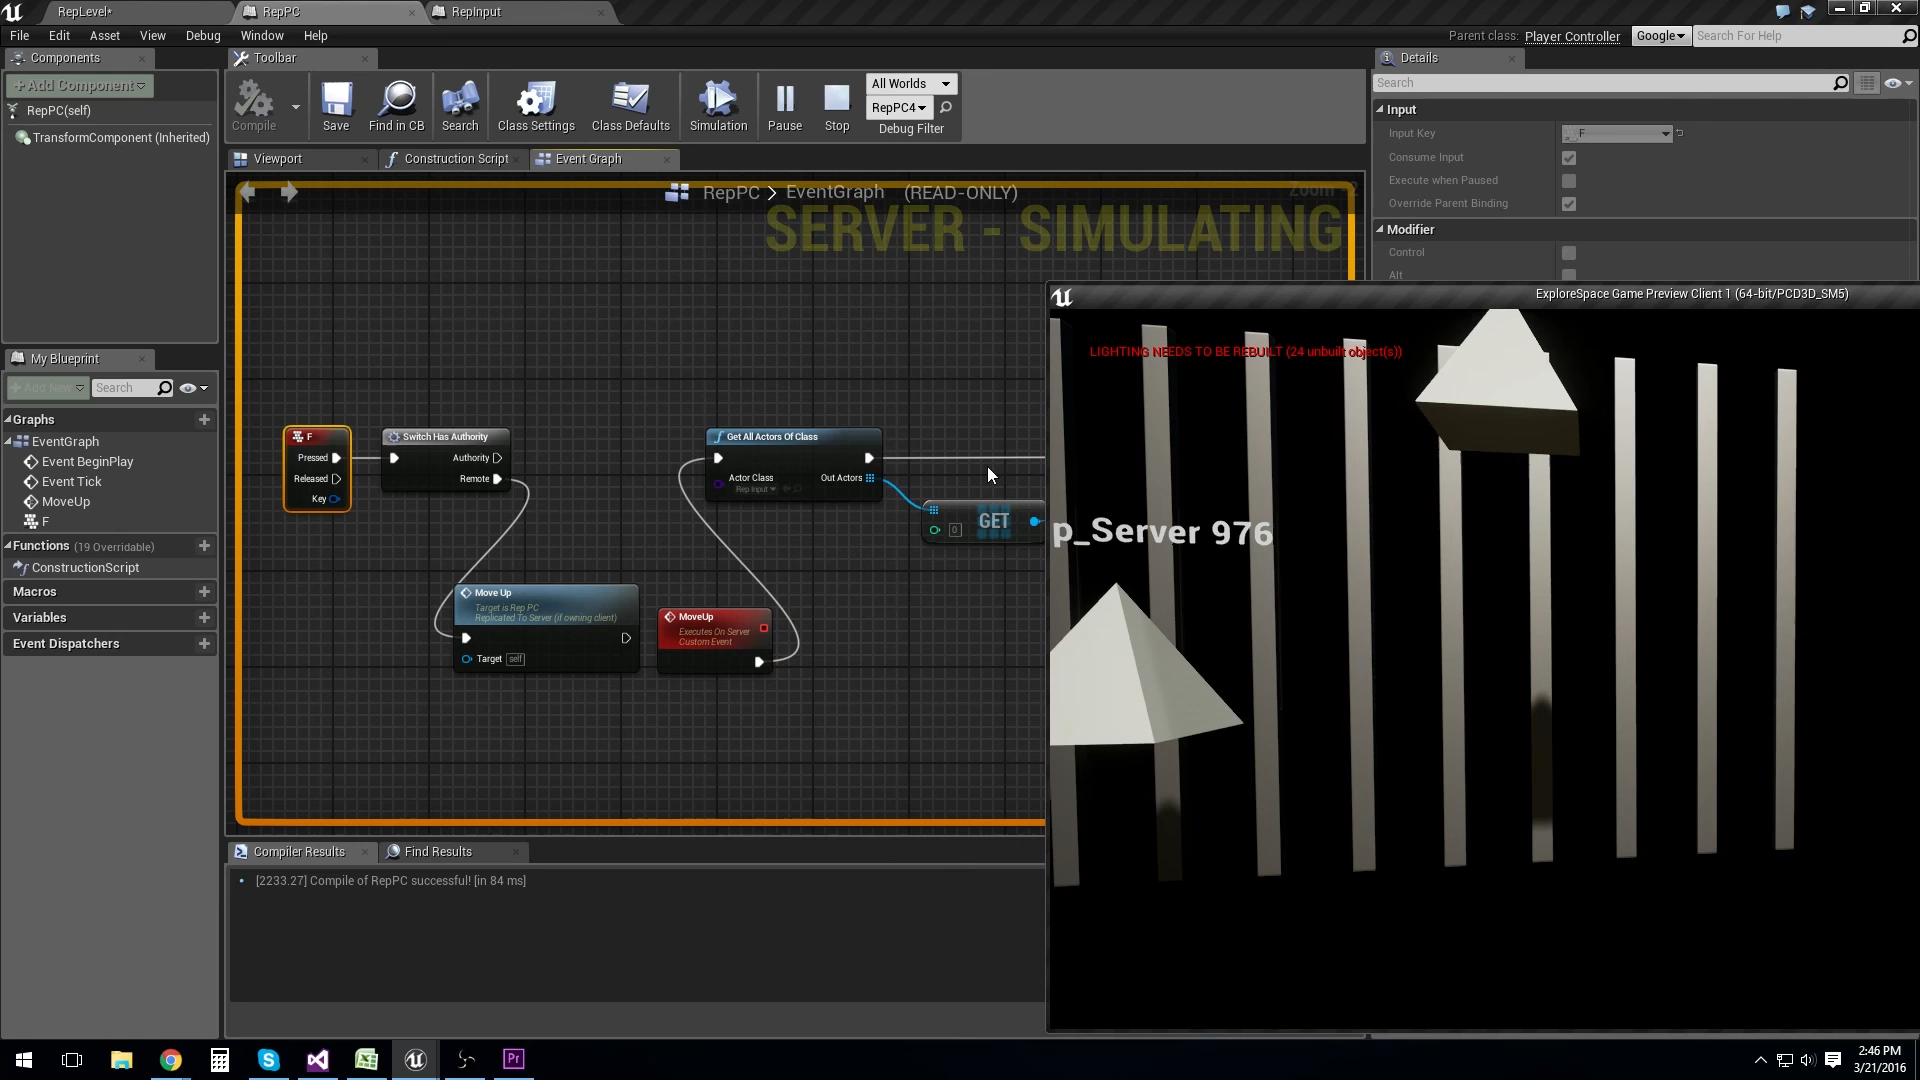 RepLevel*
RepPC
RepInput
File Edit Asset View Debug Window Help
Parent class: Player Controller
Google
Search For Help
Components
Toolbar
Details
+Add Component
RepPC(self)
TransformComponent (Inherited)
Compile
Save
Find in CB
Search
Class Settings
Class Defaults
Simulation
Pause
Stop
All Worlds
RepPC4
Debug Filter
Search
Input
Input Key
F
Consume Input
Execute when Paused
Override Parent Binding
Modifier
Control
Alt
Viewport
Construction Script
Event Graph
RepPC > EventGraph (READ-ONLY)
Zoom -2
SERVER - SIMULATING
My Blueprint
+Add New
Search
Graphs
EventGraph
Event BeginPlay
Event Tick
MoveUp
F
Functions (19 Overridable)
ConstructionScript
Macros
Variables
Event Dispatchers
F
Pressed
Released
Key
Switch Has Authority
Authority
Remote
Get All Actors Of Class
Actor Class
Rep Input
Out Actors
GET
0
Move Up
Target is Rep PC
Replicated To Server (if owning client)
Target self
MoveUp
Executes On Server
Custom Event
ExploreSpace Game Preview Client 1 (64-bit/PCD3D_SM5)
LIGHTING NEEDS TO BE REBUILT (24 unbuilt object(s))
p_Server 976
Compiler Results
Find Results
[2233.27] Compile of RepPC successful! [in 84 ms]
Pr
2:46 PM
3/21/2016